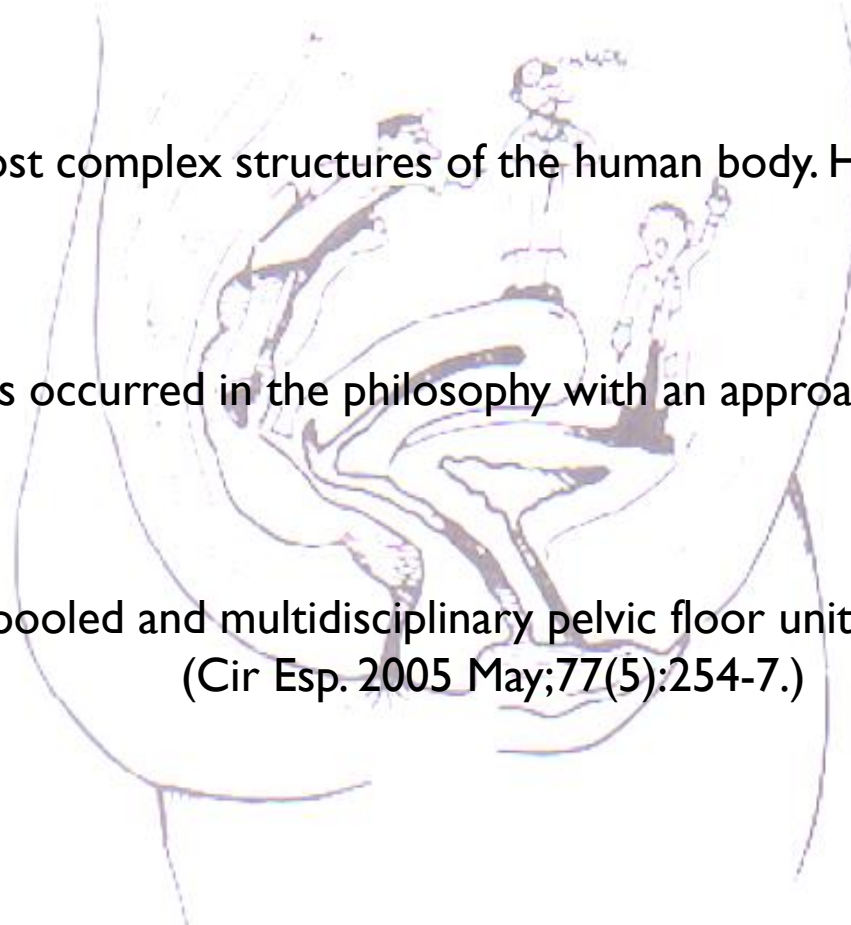 ost complex structures of the human body. H
s occurred in the philosophy with an approa
pooled and multidisciplinary pelvic floor unit
(Cir Esp. 2005 May;77(5):254-7.)